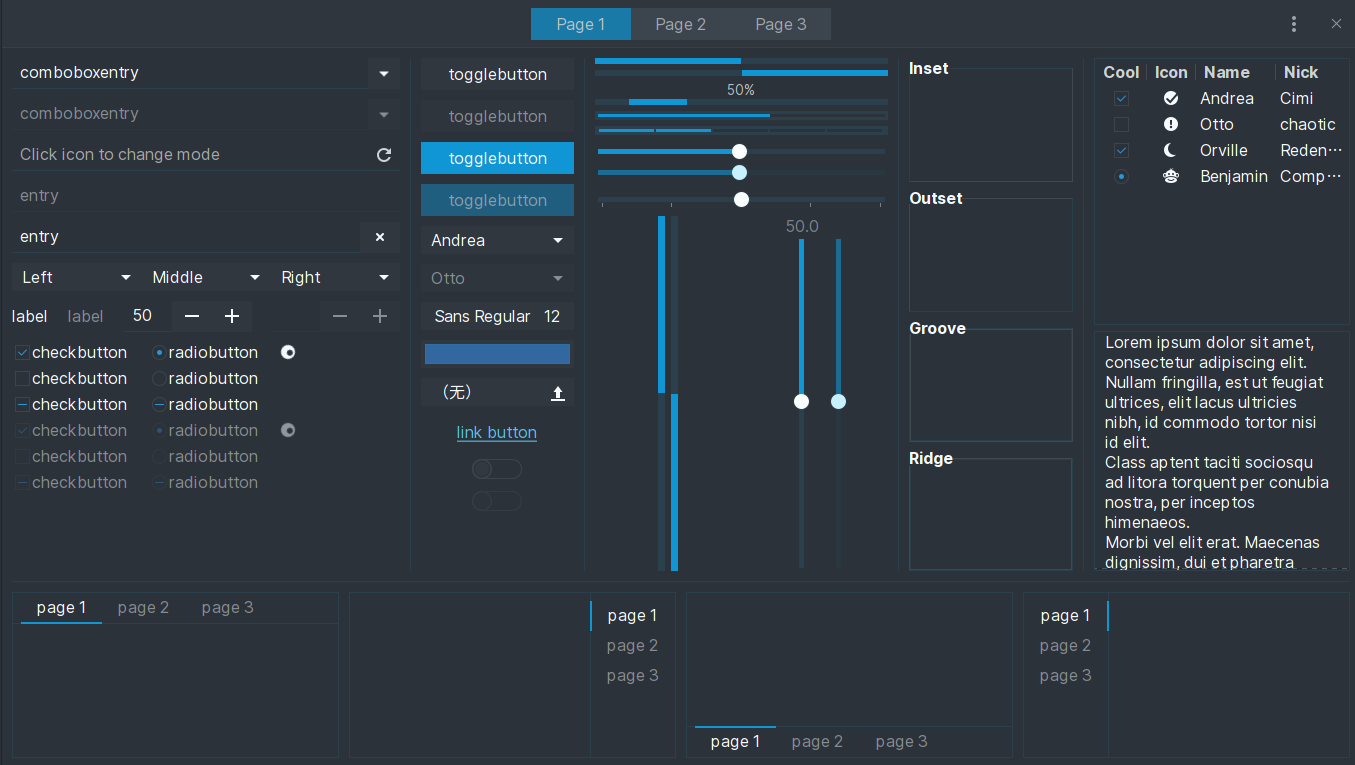 Page 1 Page 2 Page 3
comboboxentry
comboboxentry
Click icon to change mode
entry
entry
Left Middle Right
label label 50
checkbutton radiobutton
checkbutton radiobutton
checkbutton radiobutton
checkbutton radiobutton
checkbutton radiobutton
checkbutton radiobutton
togglebutton
togglebutton
togglebutton
togglebutton
Andrea
Otto
Sans Regular 12
（无）
link button
50%
50.0
Inset
Outset
Groove
Ridge
Cool Icon Name Nick
Andrea Cimi
Otto chaotic
Orville Reden…
Benjamin Comp…
Lorem ipsum dolor sit amet,
consectetur adipiscing elit.
Nullam fringilla, est ut feugiat
ultrices, elit lacus ultricies
nibh, id commodo tortor nisi
id elit.
Class aptent taciti sociosqu
ad litora torquent per conubia
nostra, per inceptos
himenaeos.
Morbi vel elit erat. Maecenas
dignissim, dui et pharetra
page 1 page 2 page 3
page 1
page 2
page 3
page 1 page 2 page 3
page 1
page 2
page 3